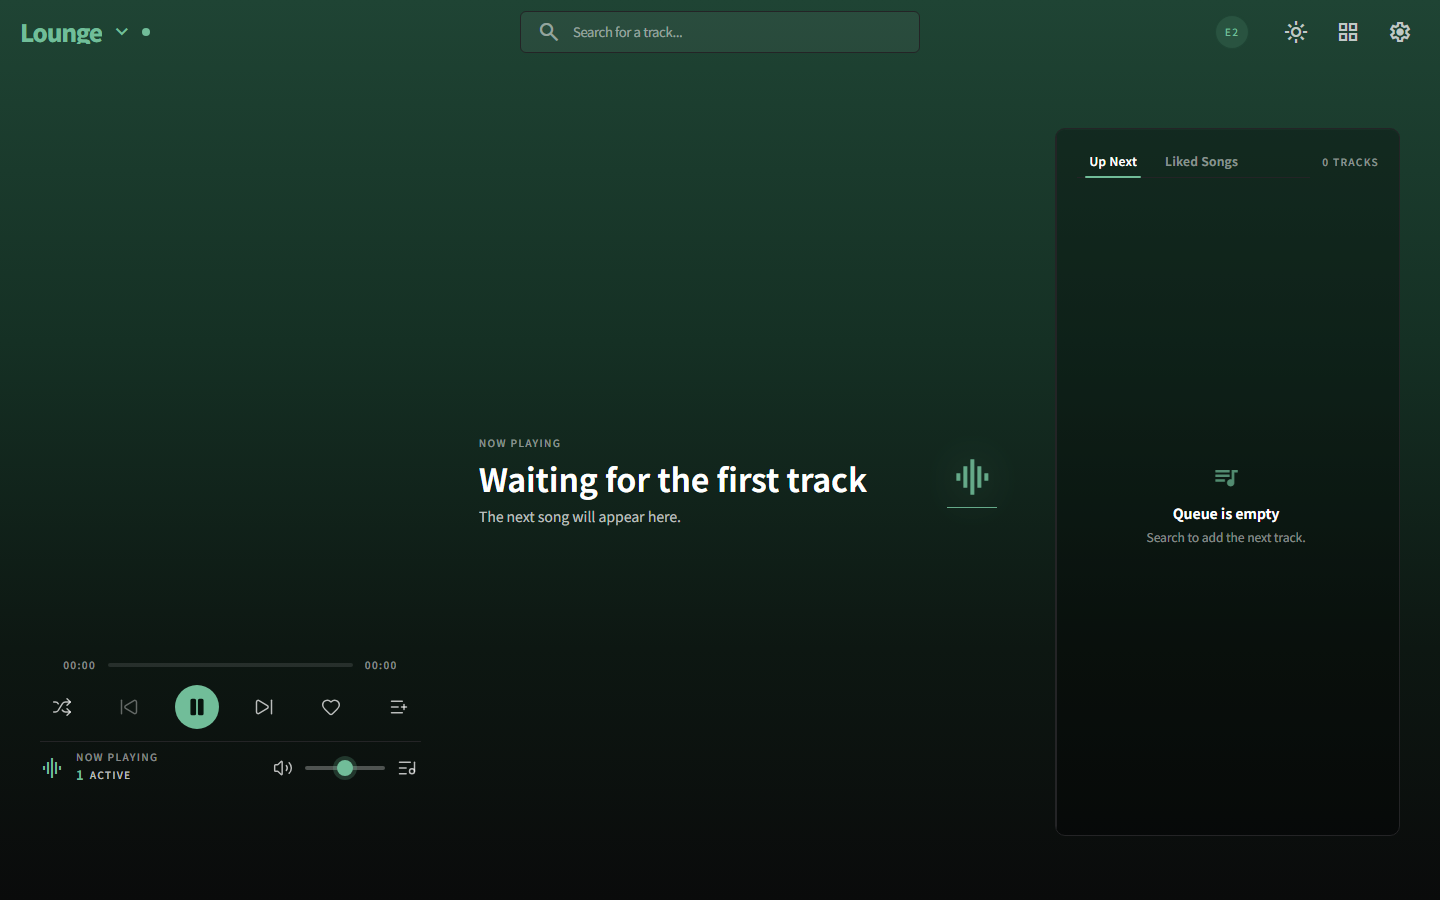 Lounge
Search for a track...
E2
Up Next
Liked Songs
0 TRACKS
NOW PLAYING
Waiting for the first track
The next song will appear here.
Queue is empty
Search to add the next track.
00:00
00:00
NOW PLAYING
1 ACTIVE